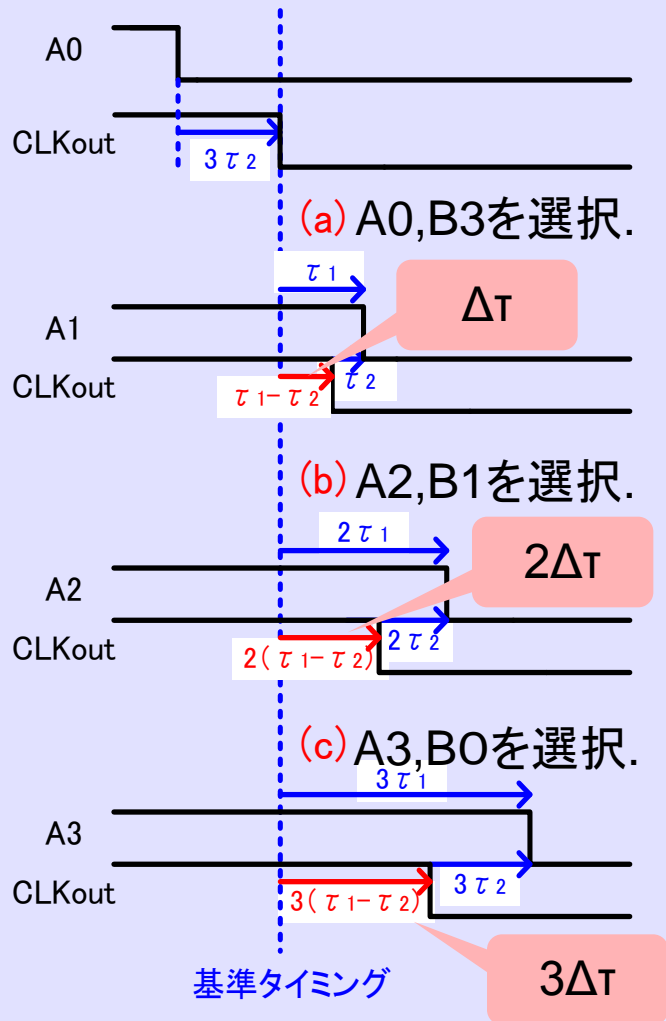 A0
CLKout
3τ2
(a) A0,B3を選択.
τ1
Δτ
A1
CLKout
τ1−τ2
τ2
(b) A2,B1を選択.
2τ1
2Δτ
A2
CLKout
2(τ1−τ2)
2τ2
(c) A3,B0を選択.
3τ1
A3
CLKout
3(τ1−τ2)
3τ2
基準タイミング
3Δτ